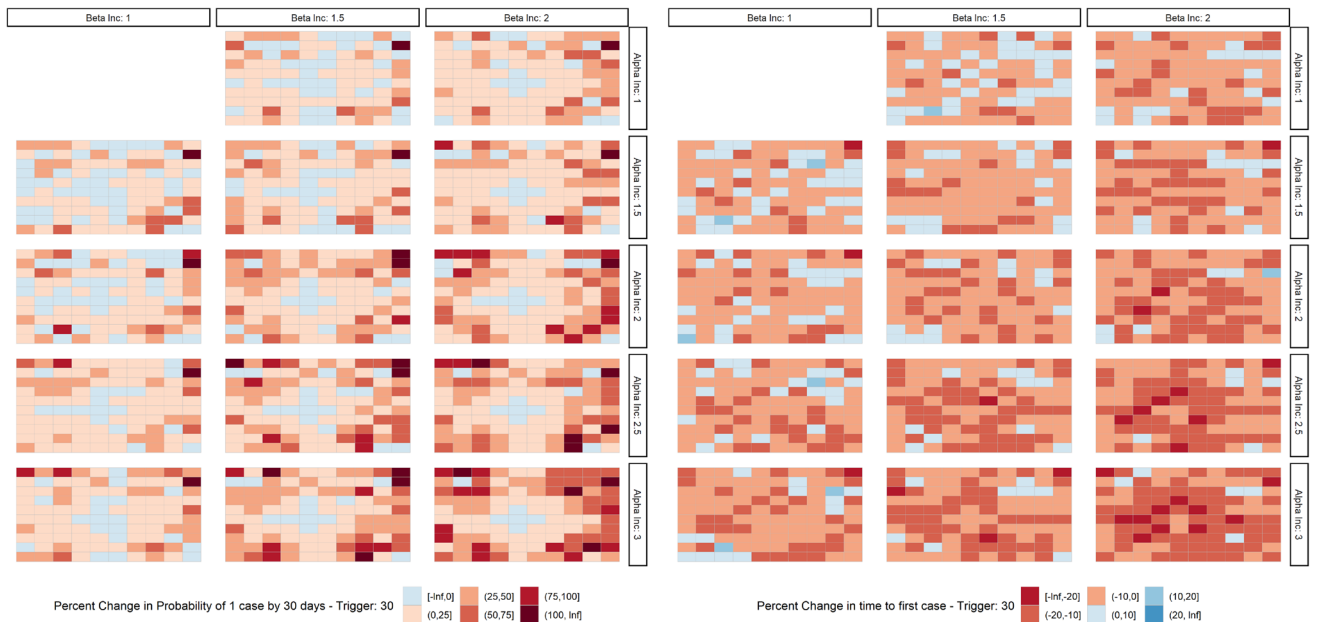 Beta Inc: 1
Beta Inc: 1.5
Beta Inc: 2
Alpha Inc: 1
Alpha Inc: 1.5
Alpha Inc: 2
Alpha Inc: 2.5
Alpha Inc: 3
Percent Change in Probability of 1 case by 30 days - Trigger: 30
[-Inf,0]
(25,50]
(75,100]
(0,25]
(50,75]
(100, Inf]
Beta Inc: 1
Beta Inc: 1.5
Beta Inc: 2
Alpha Inc: 1
Alpha Inc: 1.5
Alpha Inc: 2
Alpha Inc: 2.5
Alpha Inc: 3
Percent Change in time to first case - Trigger: 30
[-Inf,-20]
(-10,0]
(10,20]
(-20,-10]
(0,10]
(20, Inf]